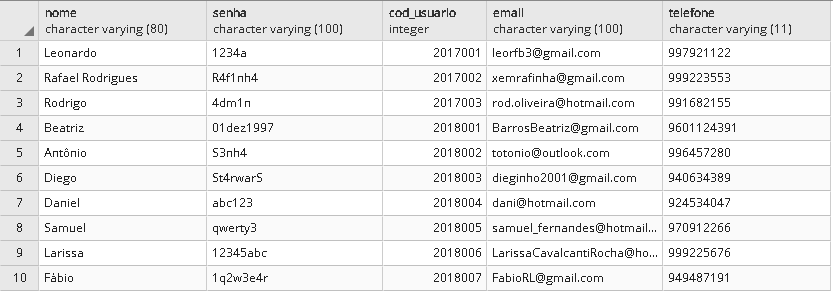 nome senha cod_usuario email telefone
character varying (80) character varying (100) integer character varying (100) character varying (11)
1 Leonardo 1234a 2017001 leorfb3@gmail.com 997921122
2 Rafael Rodrigues R4f1nh4 2017002 xemrafinha@gmail.com 999223553
3 Rodrigo 4dm1n 2017003 rod.oliveira@hotmail.com 991682155
4 Beatriz 01dez1997 2018001 BarrosBeatriz@gmail.com 9601124391
5 Antônio S3nh4 2018002 totonio@outlook.com 996457280
6 Diego St4rwarS 2018003 dieginho2001@gmail.com 940634389
7 Daniel abc123 2018004 dani@hotmail.com 924534047
8 Samuel qwerty3 2018005 samuel_fernandes@hotmail... 970912266
9 Larissa 12345abc 2018006 LarissaCavalcantiRocha@ho... 999225676
10 Fábio 1q2w3e4r 2018007 FabioRL@gmail.com 949487191